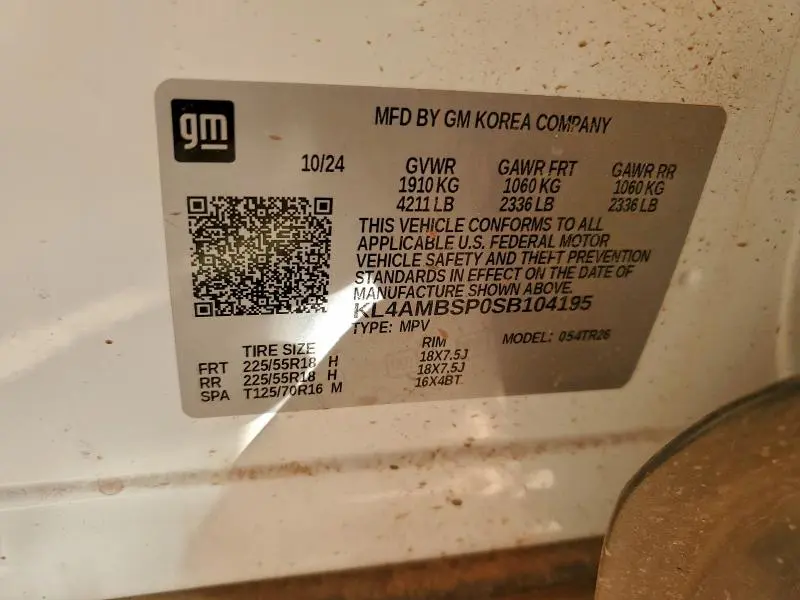 gm
MFD BY GM KOREA COMPANY
10/24 GVWR GAWR FRT GAWR RR
1910 KG 1060 KG 1060 KG
4211 LB 2336 LB 2336 LB
THIS VEHICLE CONFORMS TO ALL
APPLICABLE U.S. FEDERAL MOTOR
VEHICLE SAFETY AND THEFT PREVENTION
STANDARDS IN EFFECT ON THE DATE OF
MANUFACTURE SHOWN ABOVE.
KL4AMBSP0SB104195
TYPE: MPV MODEL: 054TR26
TIRE SIZE RIM
FRT 225/55R18 H 18X7.5J
RR 225/55R18 H 18X7.5J
SPA T125/70R16 M 16X4BT